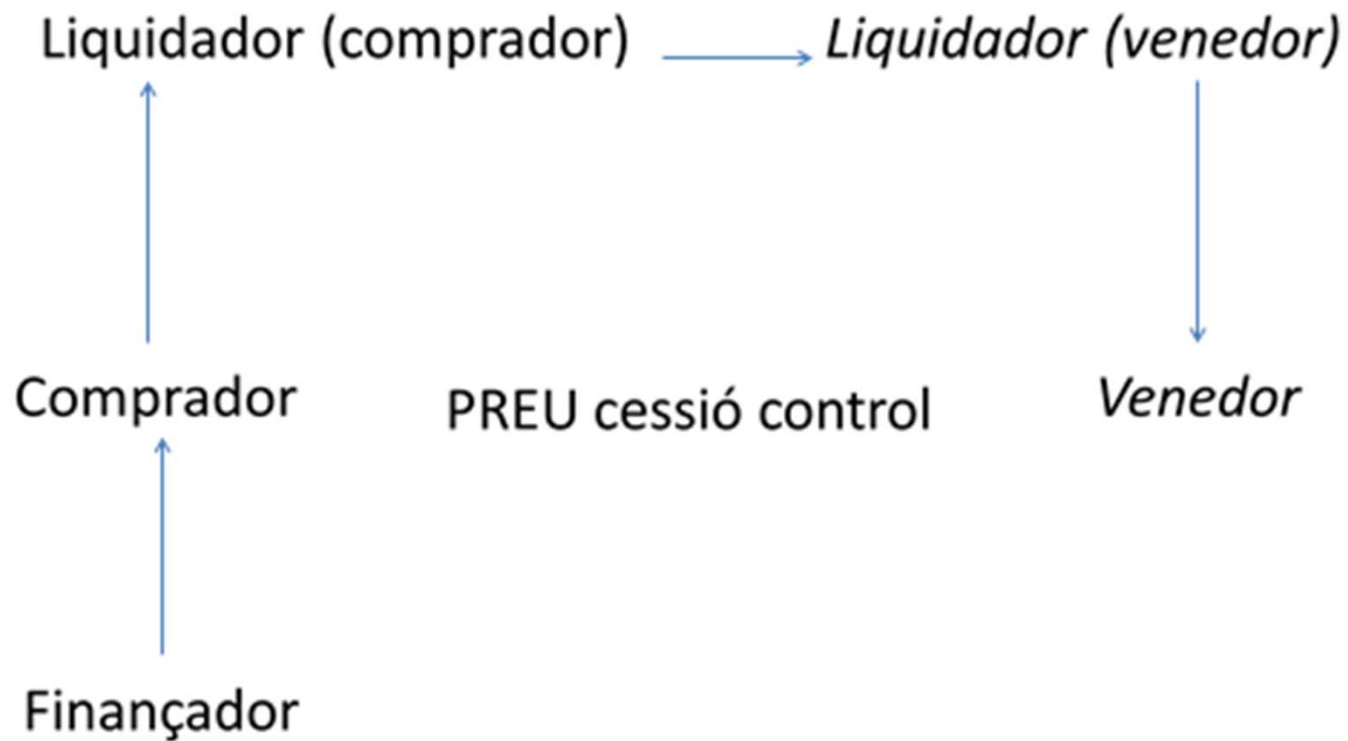 Liquidador (comprador)
Liquidador (venedor)
Comprador
PREU cessió control
Venedor
Finançador